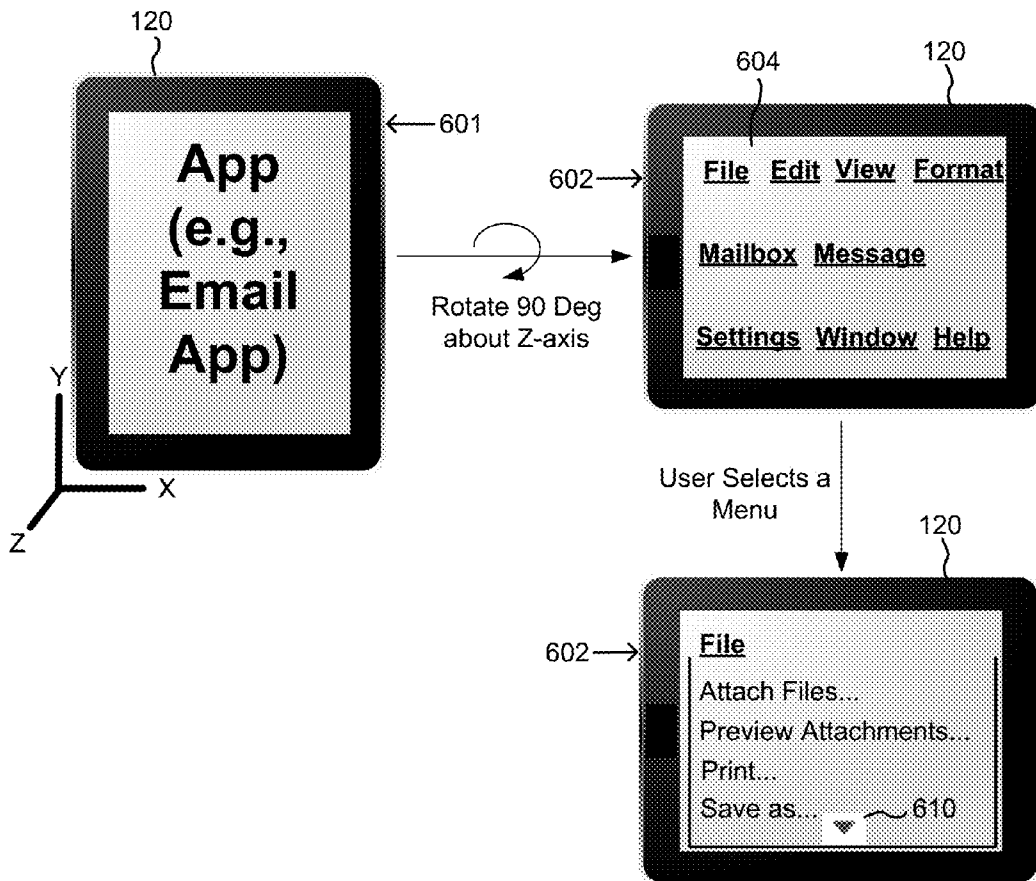 120
601
App
(e.g.,
Email
App)
Y
X
Z
Rotate 90 Deg
about Z-axis
120
604
602
File Edit View Format
Mailbox Message
Settings Window Help
User Selects a
Menu
120
602
File
Attach Files...
Preview Attachments...
Print...
Save as...
610